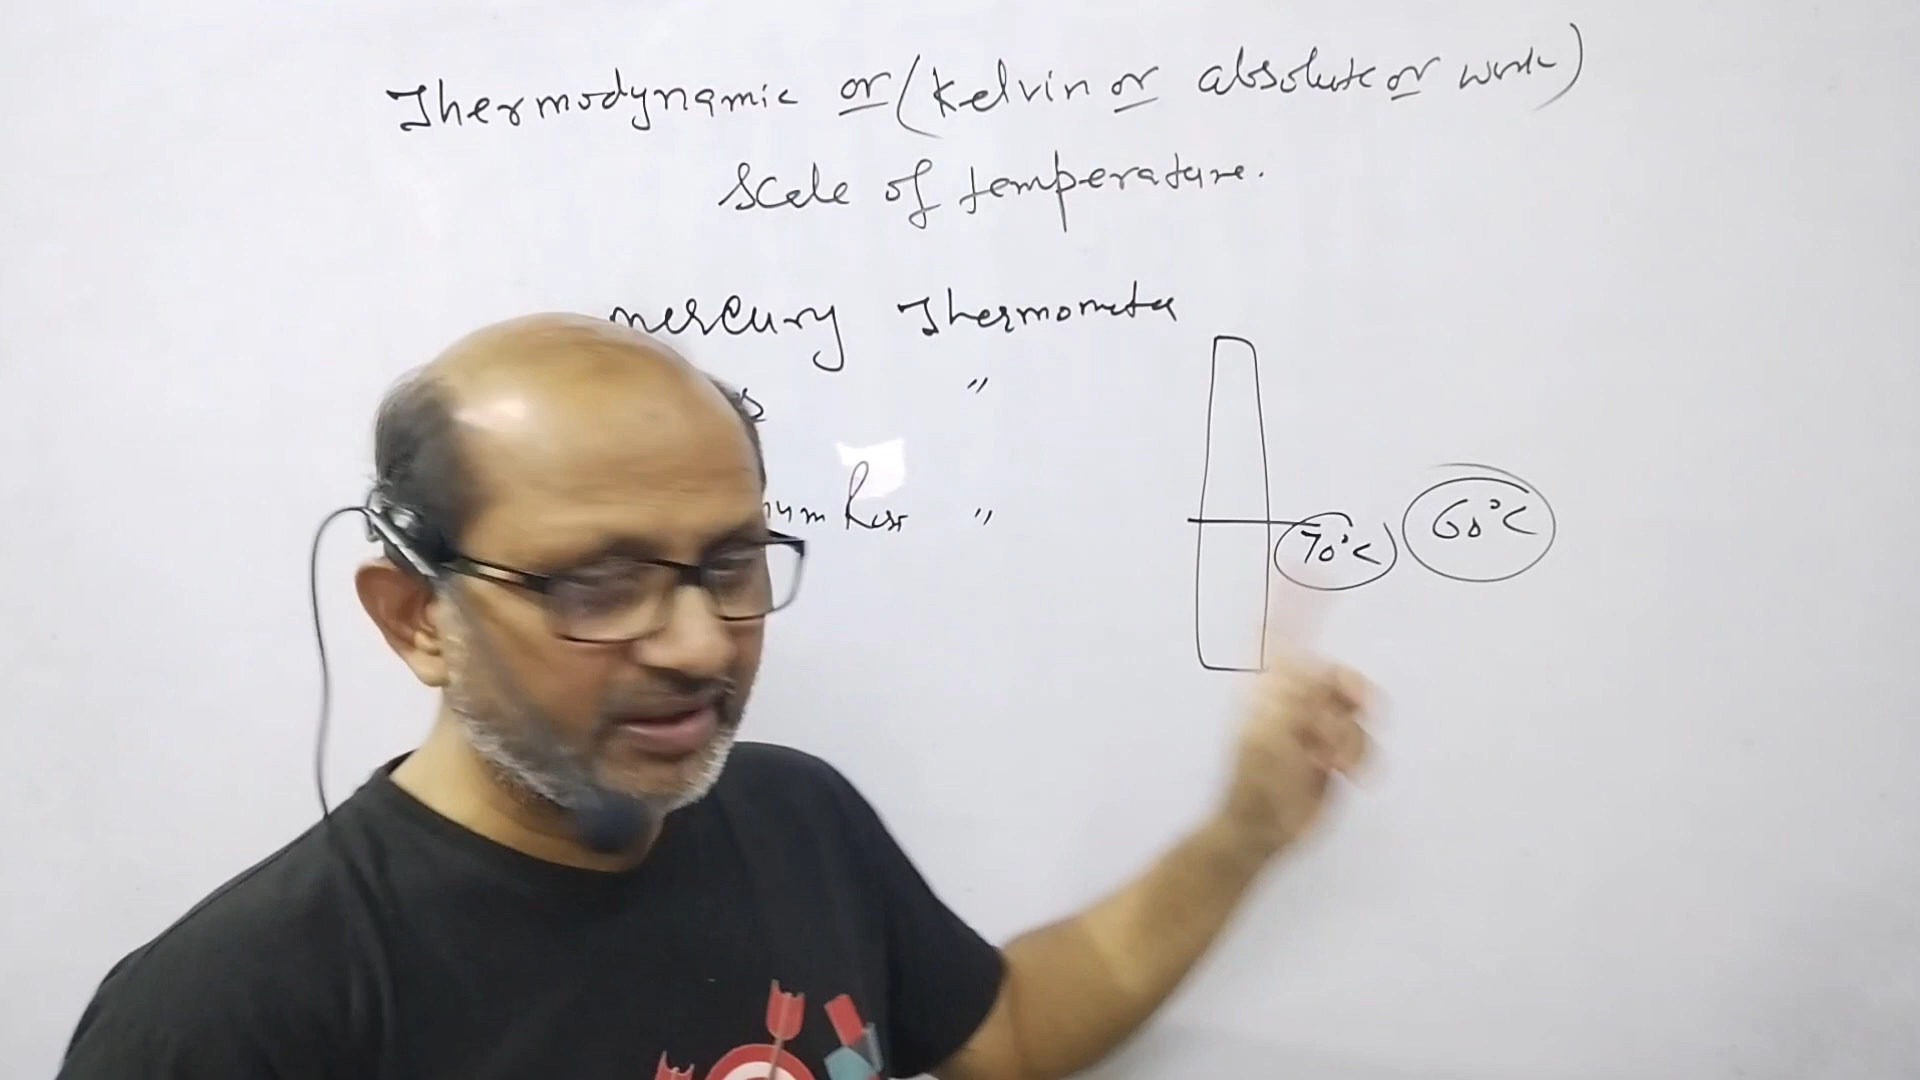 Thermodynamic or (Kelvin or absolute or work)
Scale of temperature.
mercury Thermometer
"
"
70°C
60°C